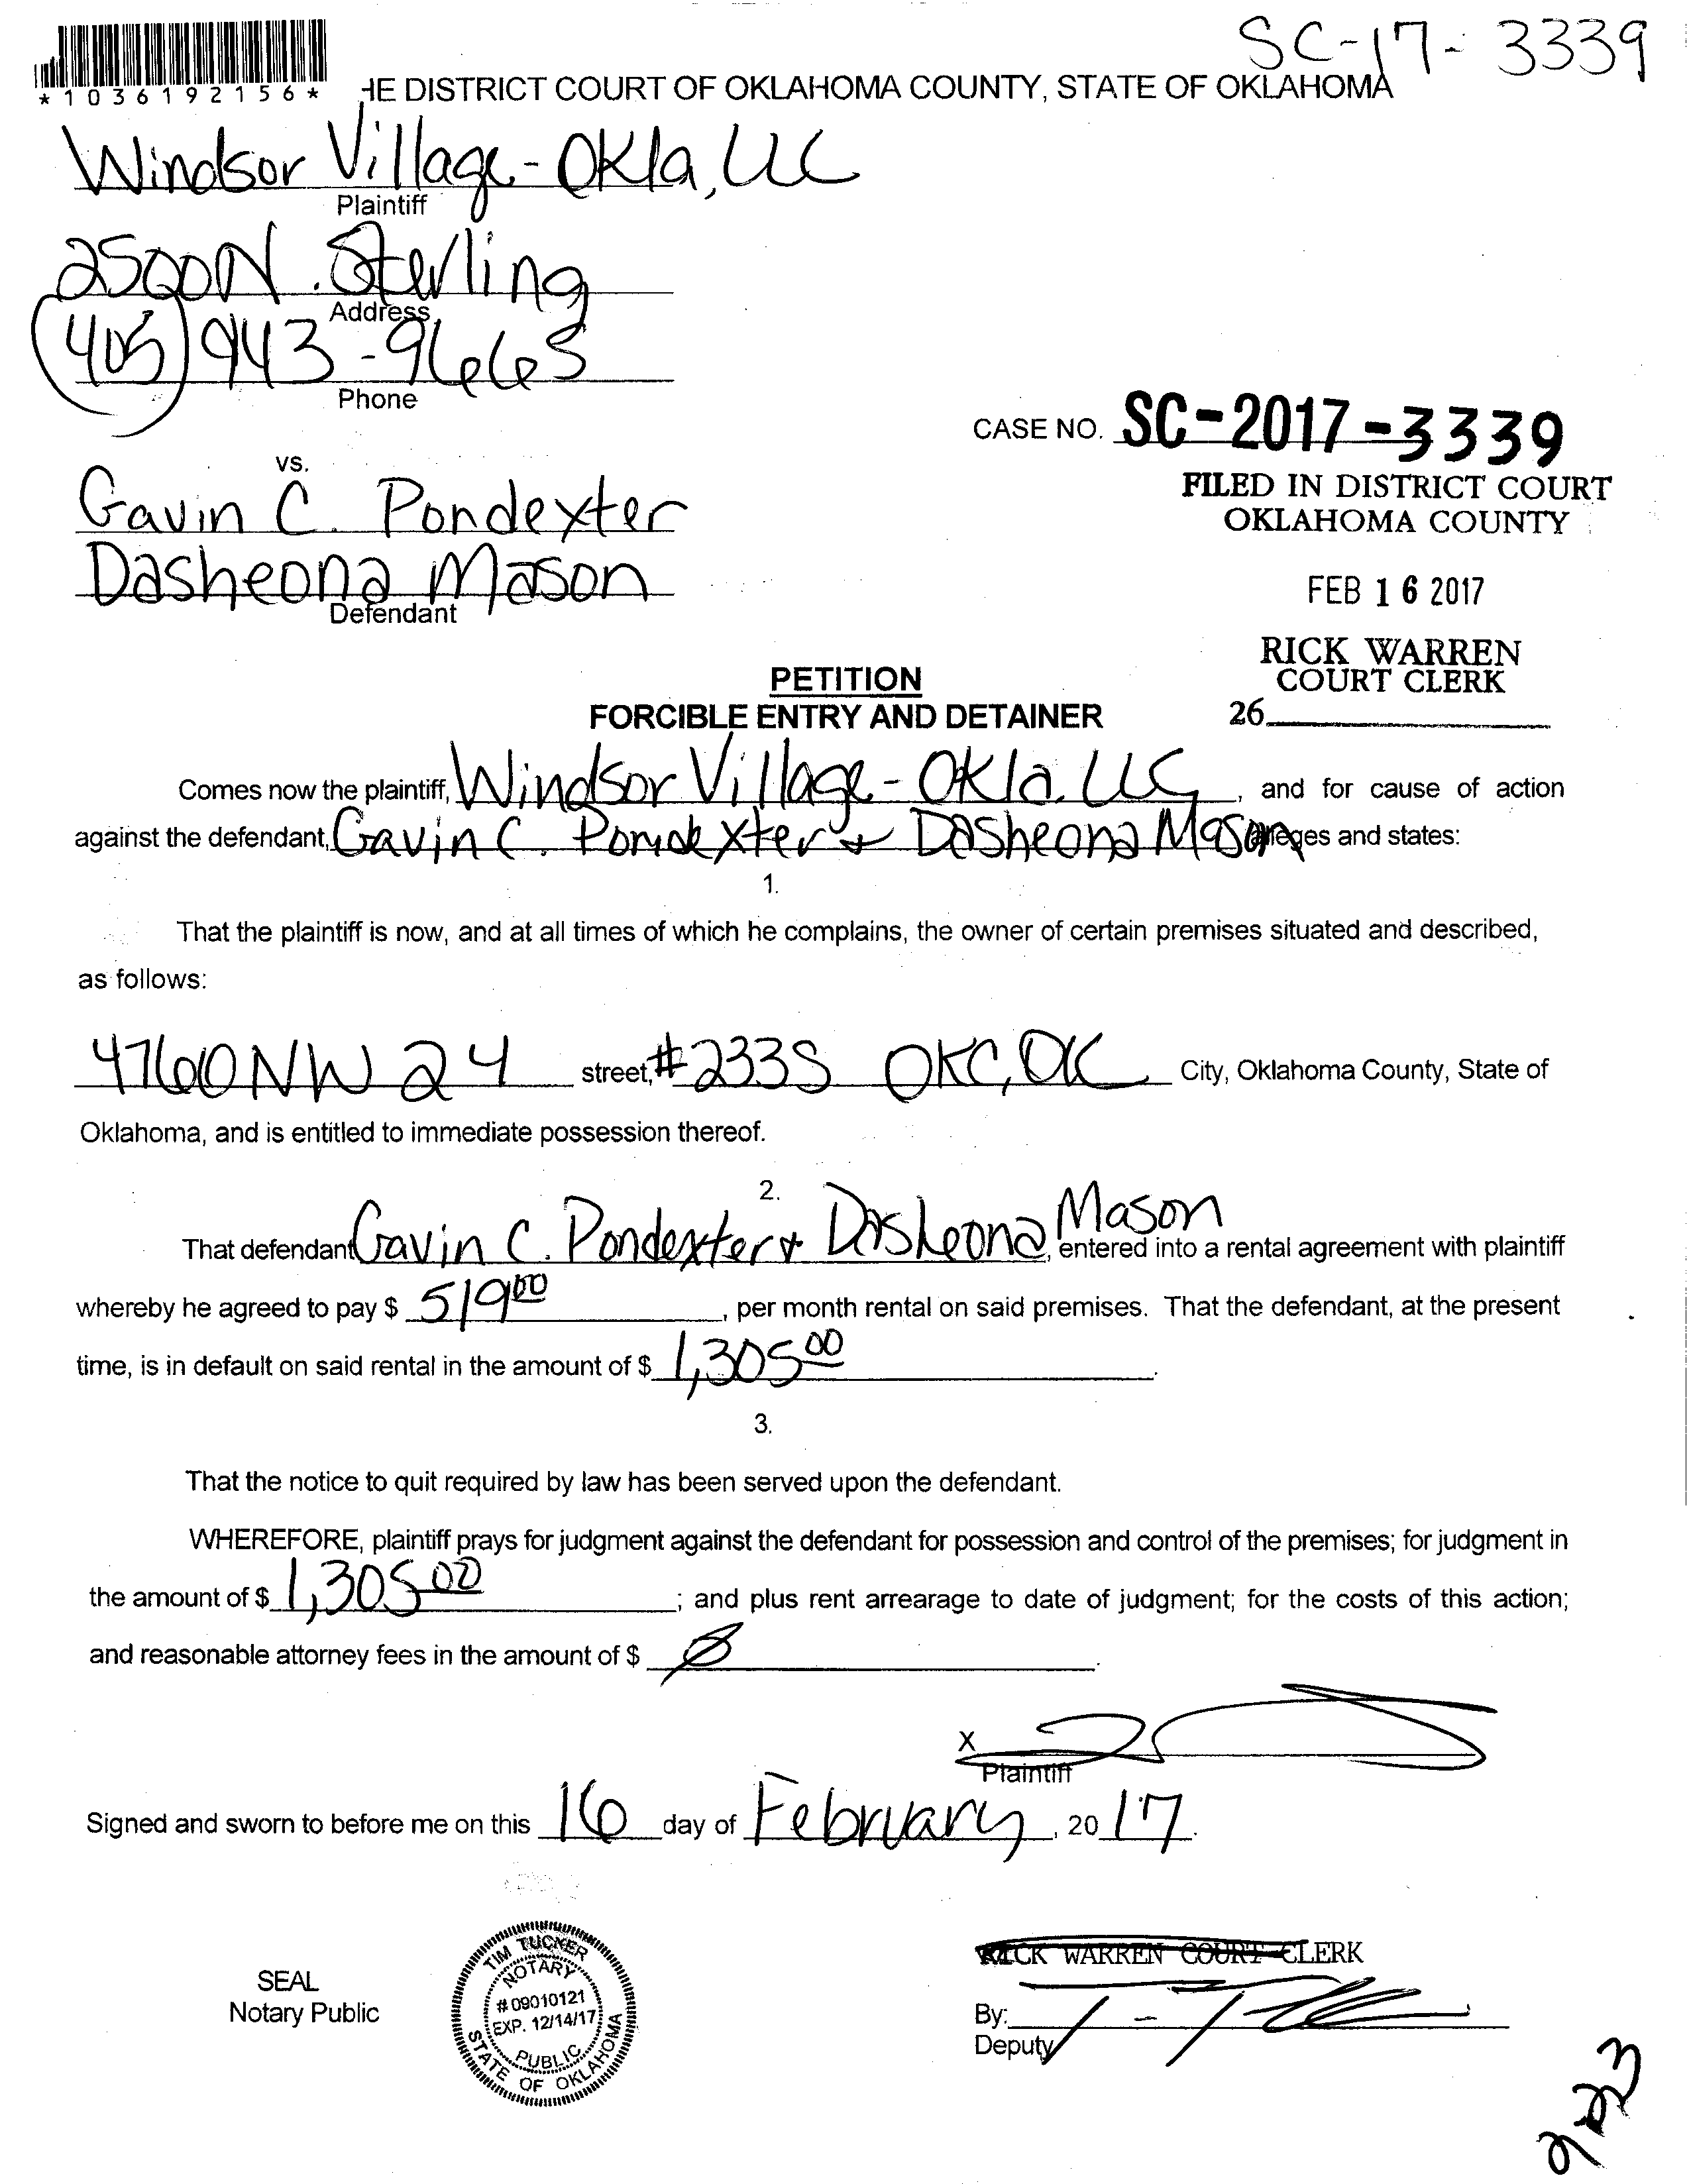 SC-17-3339
*1036192156*
HE DISTRICT COURT OF OKLAHOMA COUNTY, STATE OF OKLAHOMA
Windsor Village-Okla, LLC
Plaintiff
2500 N. Sterling
Address
(405) 943-9665
Phone
CASE NO. SC-2017-3339
vs.
FILED IN DISTRICT COURT
OKLAHOMA COUNTY
Gavin C. Pondexter
Dasheona Mason
Defendant
FEB 16 2017
RICK WARREN
COURT CLERK
26
PETITION
FORCIBLE ENTRY AND DETAINER
Comes now the plaintiff, Windsor Village-Okla. LLC, and for cause of action
against the defendant, Gavin C. Pondexter & Dasheona Mason alleges and states:
1.
That the plaintiff is now, and at all times of which he complains, the owner of certain premises situated and described,
as follows:
4760 NW 24 street, #233S OKC, OK City, Oklahoma County, State of
Oklahoma, and is entitled to immediate possession thereof.
2.
That defendant Gavin C. Pondexter & Dasheona Mason, entered into a rental agreement with plaintiff
whereby he agreed to pay $ 519 00, per month rental on said premises. That the defendant, at the present
time, is in default on said rental in the amount of $ 1,305 00.
3.
That the notice to quit required by law has been served upon the defendant.
WHEREFORE, plaintiff prays for judgment against the defendant for possession and control of the premises; for judgment in
the amount of $ 1,305 00; and plus rent arrearage to date of judgment; for the costs of this action;
and reasonable attorney fees in the amount of $ Ø.
X
Plaintiff
Signed and sworn to before me on this 16 day of February, 2017.
SEAL
Notary Public
TIM TUCKER
NOTARY
# 09010121
EXP. 12/14/17
PUBLIC
STATE OF OKLAHOMA
RICK WARREN COURT CLERK
By:
Deputy